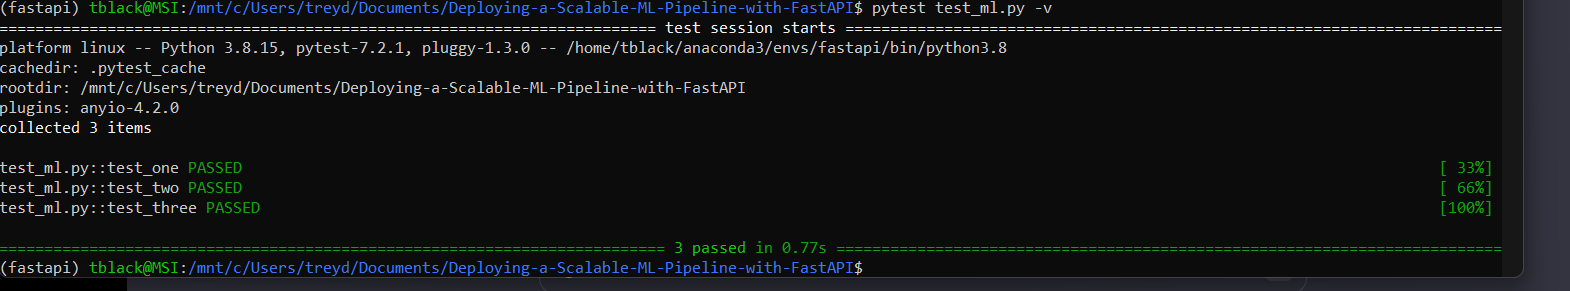 (fastapi) tblack@MSI:/mnt/c/Users/treyd/Documents/Deploying-a-Scalable-ML-Pipeline-with-FastAPI$ pytest test_ml.py -v
========================================================================= test session starts ==========================================================================
platform linux -- Python 3.8.15, pytest-7.2.1, pluggy-1.3.0 -- /home/tblack/anaconda3/envs/fastapi/bin/python3.8
cachedir: .pytest_cache
rootdir: /mnt/c/Users/treyd/Documents/Deploying-a-Scalable-ML-Pipeline-with-FastAPI
plugins: anyio-4.2.0
collected 3 items
test_ml.py::test_one PASSED [ 33%]
test_ml.py::test_two PASSED [ 66%]
test_ml.py::test_three PASSED [100%]
========================================================================== 3 passed in 0.77s ==========================================================================
(fastapi) tblack@MSI:/mnt/c/Users/treyd/Documents/Deploying-a-Scalable-ML-Pipeline-with-FastAPI$